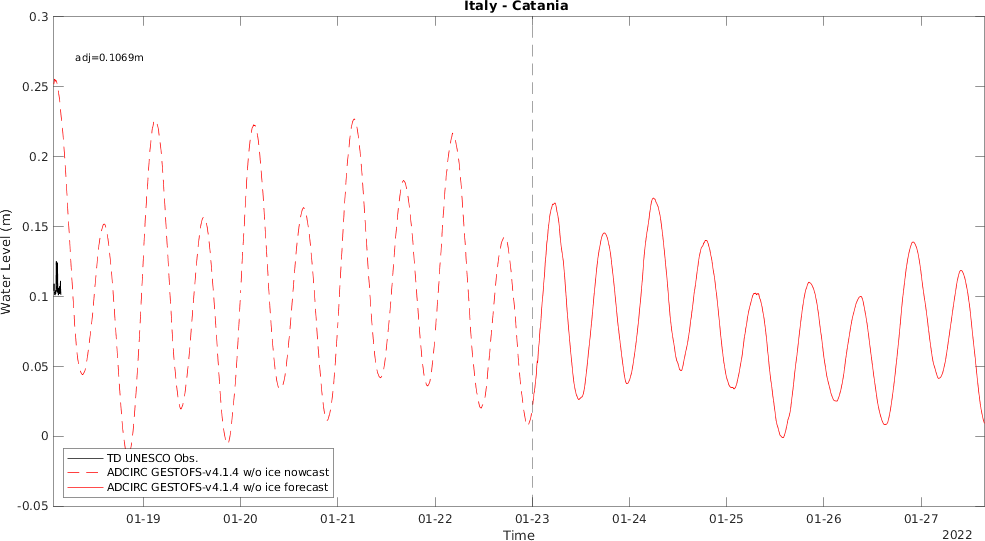 Italy - Catania
adj=0.1069m
0.3
0.25
0.2
0.15
0.1
0.05
0
-0.05
Water Level (m)
TD UNESCO Obs.
ADCIRC GESTOFS-v4.1.4 w/o ice nowcast
ADCIRC GESTOFS-v4.1.4 w/o ice forecast
01-19 01-20 01-21 01-22 01-23 01-24 01-25 01-26 01-27
Time
2022